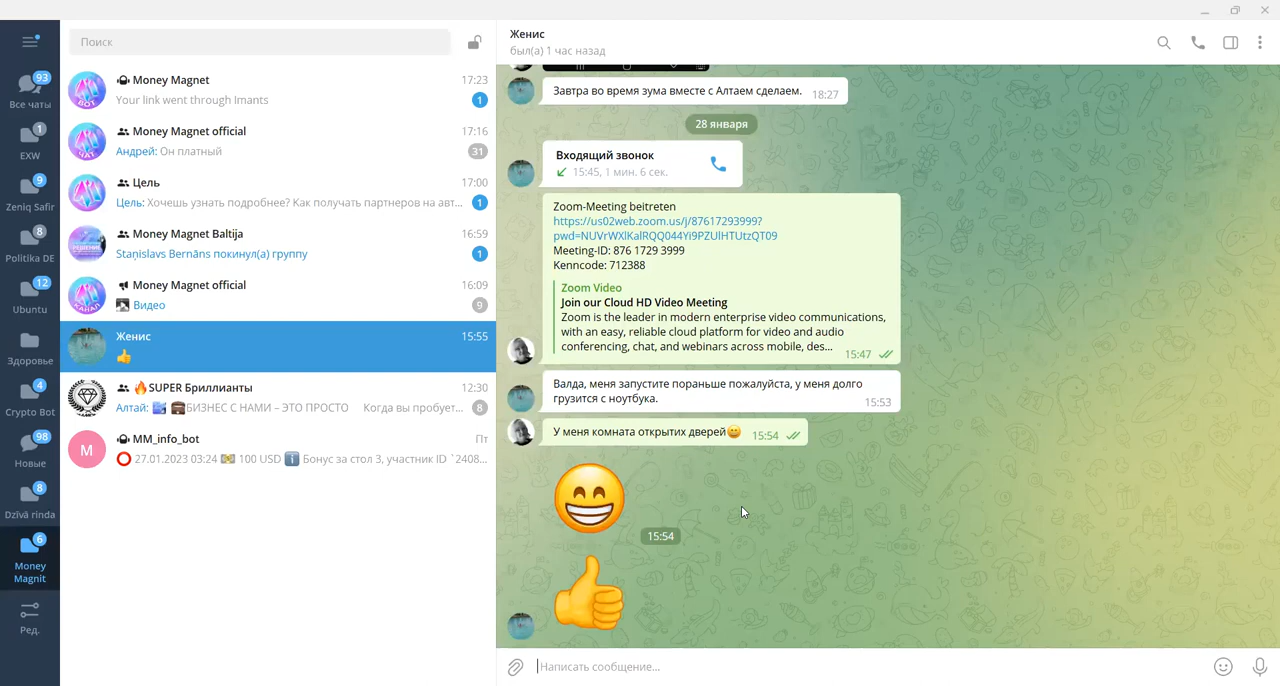 93
Все чаты
1
EXW
9
Zeniq Safir
8
Politika DE
12
Ubuntu
Здоровье
4
Crypto Bot
98
Новые
8
Dzīvā rinda
6
Money
Magnit
Ред.
Поиск
Money Magnet 17:23
Your link went through Imants 1
БОТ
Money Magnet official 17:16
Андрей: Он платный 31
ЧАТ
Цель 17:00
Цель: Хочешь узнать подробнее? Как получать партнеров на авт... 1
Money Magnet Baltija 16:59
Staņislavs Bernāns покинул(а) группу 1
Money Magnet official 16:09
Видео 9
КАНАЛ
Женис 15:55
👍
🔥SUPER Бриллианты 12:30
Алтай: 🌠 💼БИЗНЕС С НАМИ – ЭТО ПРОСТО Когда вы пробует... 8
M
MM_info_bot Пт
⭕ 27.01.2023 03:24 💵 100 USD ℹ️ Бонус за стол 3, участник ID `2408...
Женис
был(а) 1 час назад
Завтра во время зума вместе с Алтаем сделаем. 18:27
28 января
Входящий звонок
15:45, 1 мин. 6 сек.
Zoom-Meeting beitreten
https://us02web.zoom.us/j/87617293999?
pwd=NUVrWXlKalRQQ044Yi9PZUlHTUtzQT09
Meeting-ID: 876 1729 3999
Kenncode: 712388
Zoom Video
Join our Cloud HD Video Meeting
Zoom is the leader in modern enterprise video communications,
with an easy, reliable cloud platform for video and audio
conferencing, chat, and webinars across mobile, des...
15:47
Валда, меня запустите пораньше пожалуйста, у меня долго
грузится с ноутбука. 15:53
У меня комната открытих дверей😀 15:54
😁
15:54
👍
Написать сообщение...